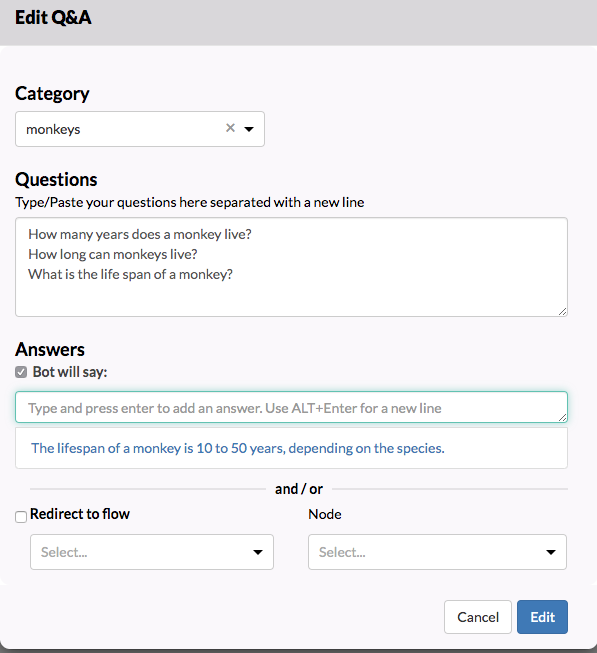 Edit Q&A
Category
monkeys
Questions
Type/Paste your questions here separated with a new line
How many years does a monkey live?
How long can monkeys live?
What is the life span of a monkey?
Answers
Bot will say:
Type and press enter to add an answer. Use ALT+Enter for a new line
The lifespan of a monkey is 10 to 50 years, depending on the species.
and / or
Redirect to flow Node
Select... Select...
Cancel Edit